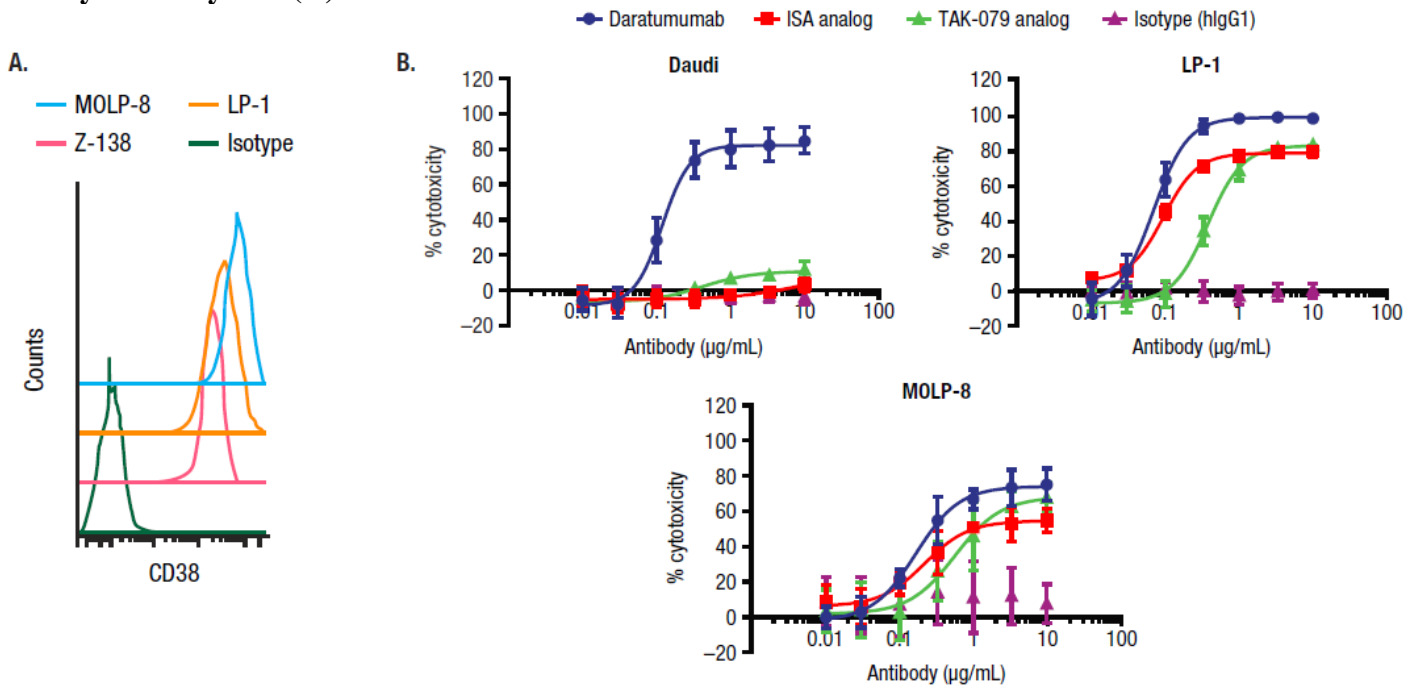 Daratumumab ISA analog TAK-079 analog Isotype (hIgG1)
A.
MOLP-8 LP-1
Z-138 Isotype
Counts
CD38
B.
Daudi
120
100
80
60
40
20
0
−20
% cytotoxicity
0.01 0.1 1 10 100
Antibody (µg/mL)
LP-1
120
100
80
60
40
20
0
−20
% cytotoxicity
0.01 0.1 1 10 100
Antibody (µg/mL)
MOLP-8
120
100
80
60
40
20
0
−20
% cytotoxicity
0.01 0.1 1 10 100
Antibody (µg/mL)